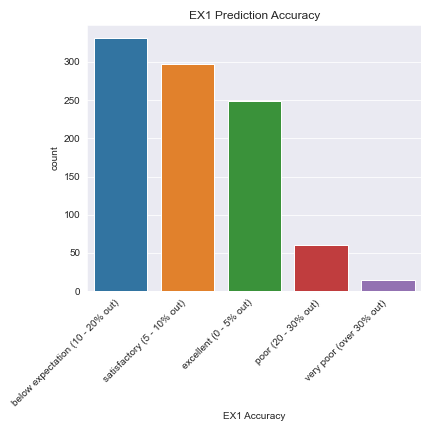 EX1 Prediction Accuracy
count
300
250
200
150
100
50
0
below expectation (10 - 20% out)
satisfactory (5 - 10% out)
excellent (0 - 5% out)
poor (20 - 30% out)
very poor (over 30% out)
EX1 Accuracy